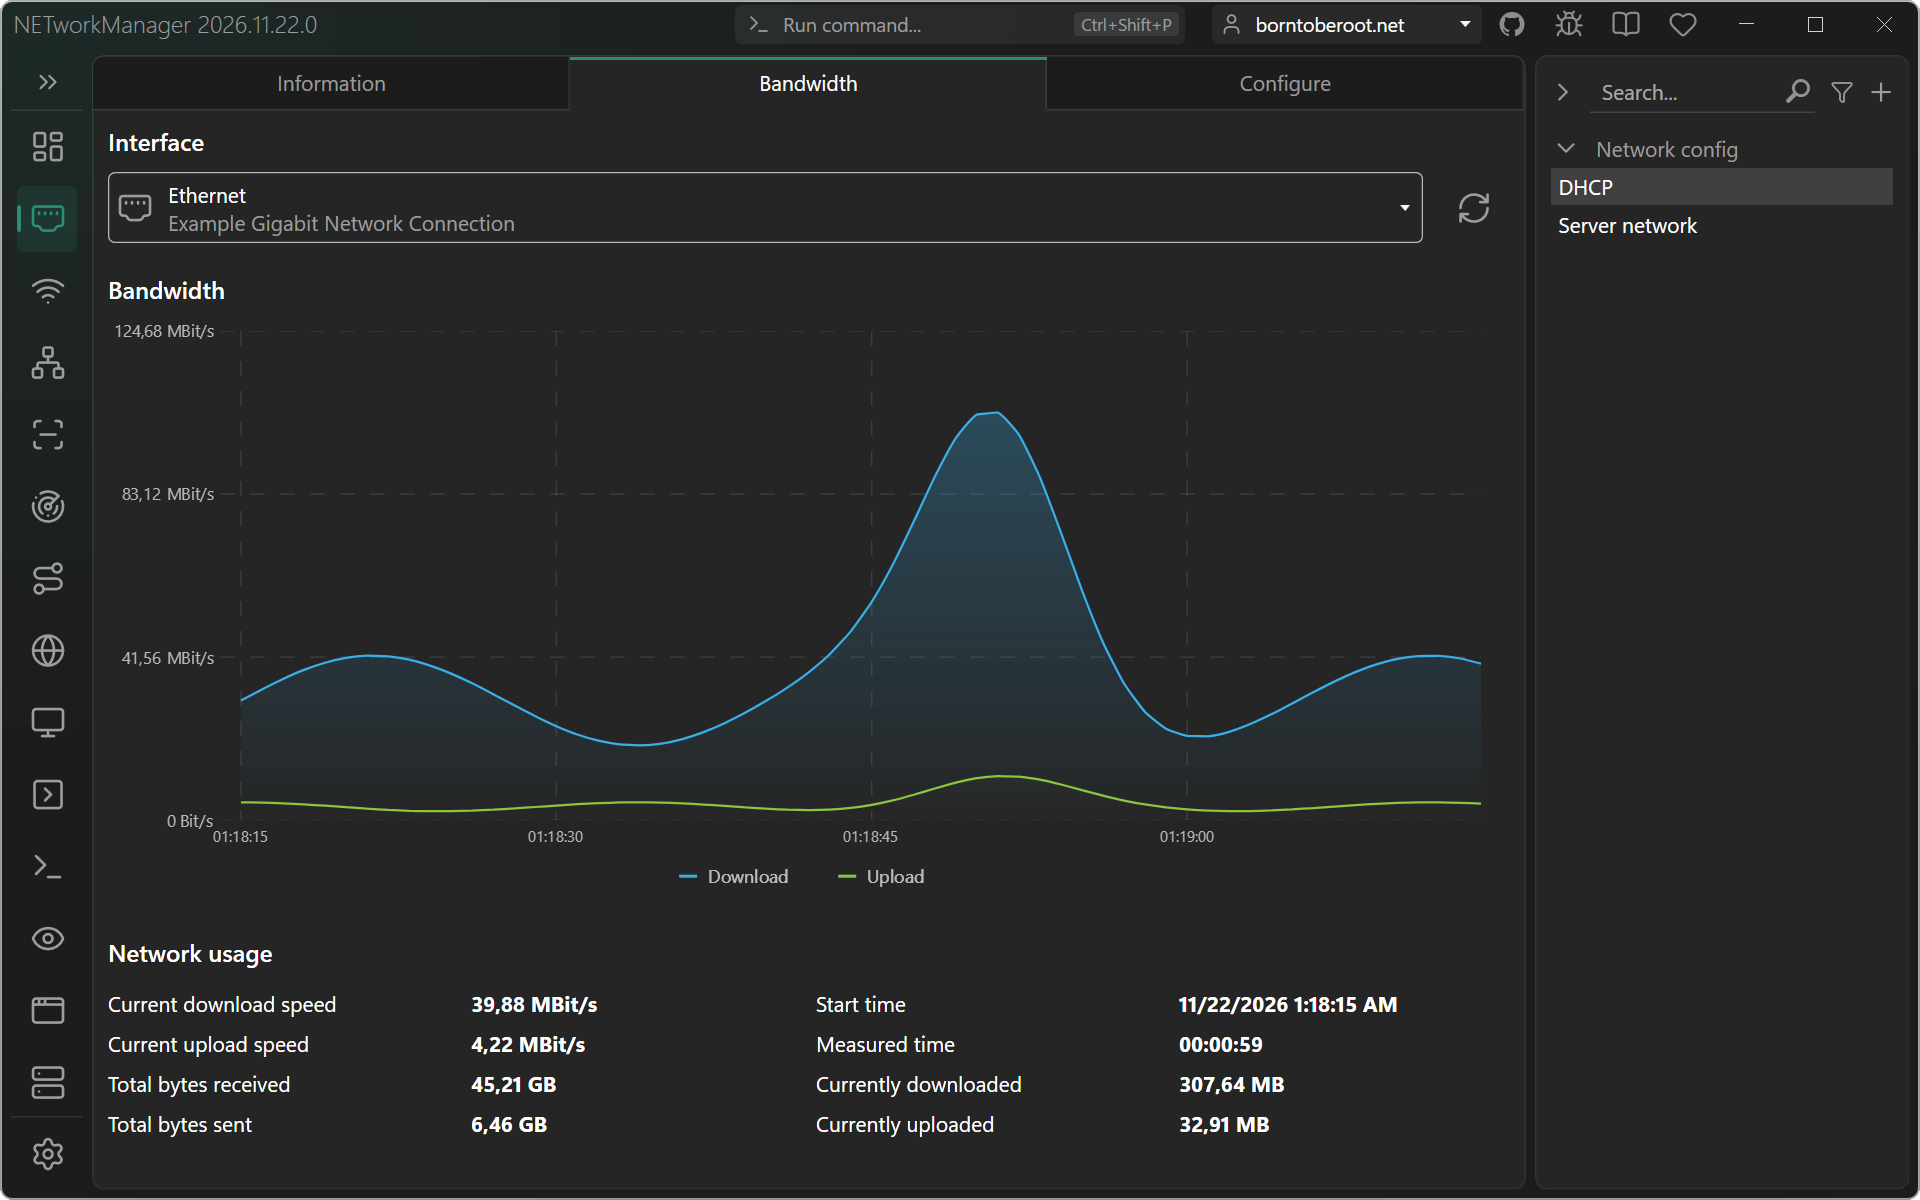 NETworkManager 2026.11.22.0
Run command... Ctrl+Shift+P
borntoberoot.net
Information
Bandwidth
Configure
Interface
Ethernet
Example Gigabit Network Connection
Bandwidth
124,68 MBit/s
83,12 MBit/s
41,56 MBit/s
0 Bit/s
01:18:15 01:18:30 01:18:45 01:19:00
Download Upload
Network usage
Current download speed 39,88 MBit/s Start time 11/22/2026 1:18:15 AM
Current upload speed 4,22 MBit/s Measured time 00:00:59
Total bytes received 45,21 GB Currently downloaded 307,64 MB
Total bytes sent 6,46 GB Currently uploaded 32,91 MB
Search...
Network config
DHCP
Server network